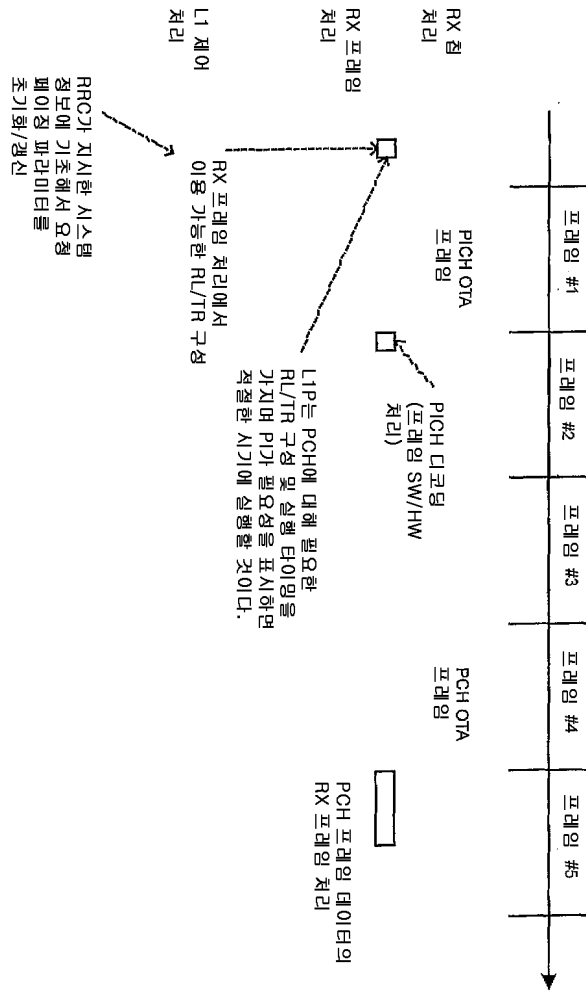 프레임 #1
프레임 #2
프레임 #3
프레임 #4
프레임 #5
RX 칩
처리
PICH OTA
프레임
PCH OTA
프레임
RX 프레임
처리
PICH 디코딩
(프레임 SW/HW
처리)
PCH 프레임 데이터의
RX 프레임 처리
L1P는 PCH에 대해 필요한
RL/TR 구성 및 실행 타이밍을
가지며 PI가 필요성을 표시하면
적절한 시기에 실행할 것이다.
L1 제어
처리
RX 프레임 처리에서
이용 가능한 RL/TR 구성
RRC가 지시한 시스템
정보에 기초해서 요청
페이징 파라미터를
초기화/갱신